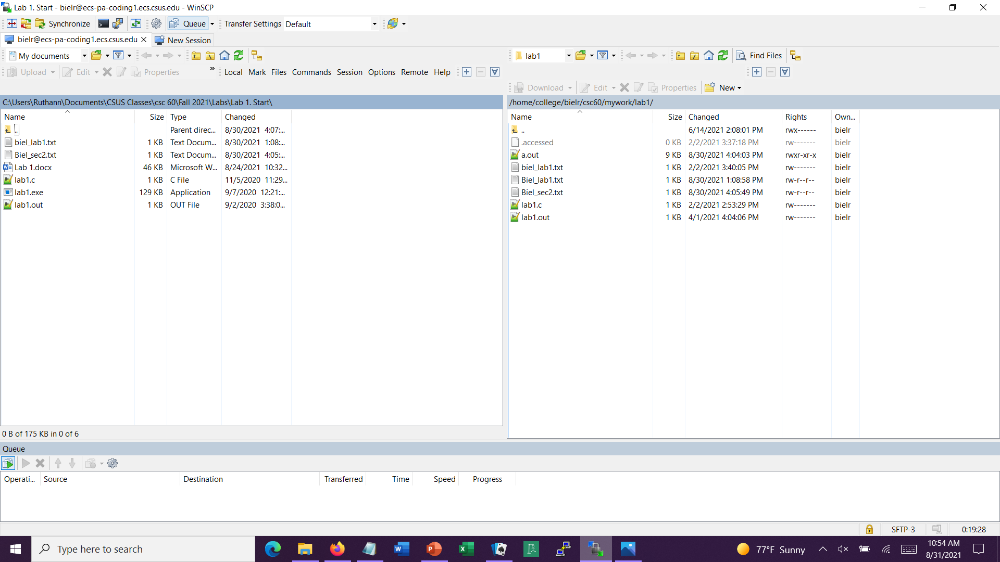 Lab 1. Start - bielr@ecs-pa-coding1.ecs.csus.edu - WinSCP
Synchronize Queue Transfer Settings Default
bielr@ecs-pa-coding1.ecs.csus.edu New Session
My documents lab1 Find Files
Upload Edit Properties » Local Mark Files Commands Session Options Remote Help
Download Edit Properties New
C:\Users\Ruthann\Documents\CSUS Classes\csc 60\Fall 2021\Labs\Lab 1. Start\
Name Size Type Changed
.. Parent direc... 8/30/2021 4:07:...
biel_lab1.txt 1 KB Text Docum... 8/30/2021 1:08:...
Biel_sec2.txt 1 KB Text Docum... 8/30/2021 4:05:...
Lab 1.docx 46 KB Microsoft W... 8/24/2021 10:32...
lab1.c 1 KB C File 11/5/2020 11:29...
lab1.exe 129 KB Application 9/7/2020 12:21:...
lab1.out 1 KB OUT File 9/2/2020 3:38:0...
0 B of 175 KB in 0 of 6
/home/college/bielr/csc60/mywork/lab1/
Name Size Changed Rights Own...
.. 6/14/2021 2:08:01 PM rwx------ bielr
.accessed 0 KB 2/2/2021 3:37:18 PM rw------- bielr
a.out 9 KB 8/30/2021 4:04:03 PM rwxr-xr-x bielr
biel_lab1.txt 1 KB 2/2/2021 3:40:05 PM rw------- bielr
Biel_lab1.txt 1 KB 8/30/2021 1:08:58 PM rw-r--r-- bielr
Biel_sec2.txt 1 KB 8/30/2021 4:05:49 PM rw-r--r-- bielr
lab1.c 1 KB 2/2/2021 2:53:29 PM rw------- bielr
lab1.out 1 KB 4/1/2021 4:04:06 PM rw------- bielr
Queue
Operati... Source Destination Transferred Time Speed Progress
SFTP-3 0:19:28
Type here to search
77°F Sunny
10:54 AM
8/31/2021